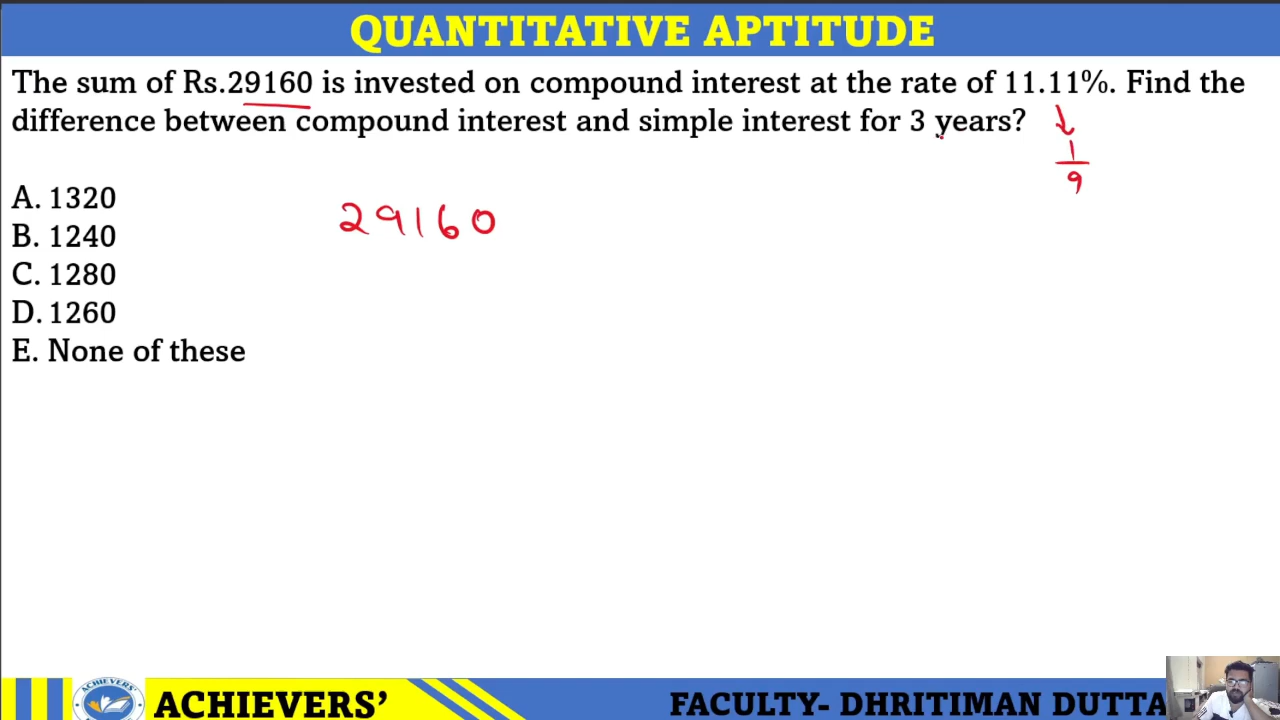 QUANTITATIVE APTITUDE
The sum of Rs.29160 is invested on compound interest at the rate of 11.11%. Find the
difference between compound interest and simple interest for 3 years?
1
9
A. 1320
B. 1240
C. 1280
D. 1260
E. None of these
29160
ACHIEVERS'
ACHIEVERS’
FACULTY- DHRITIMAN DUTTA